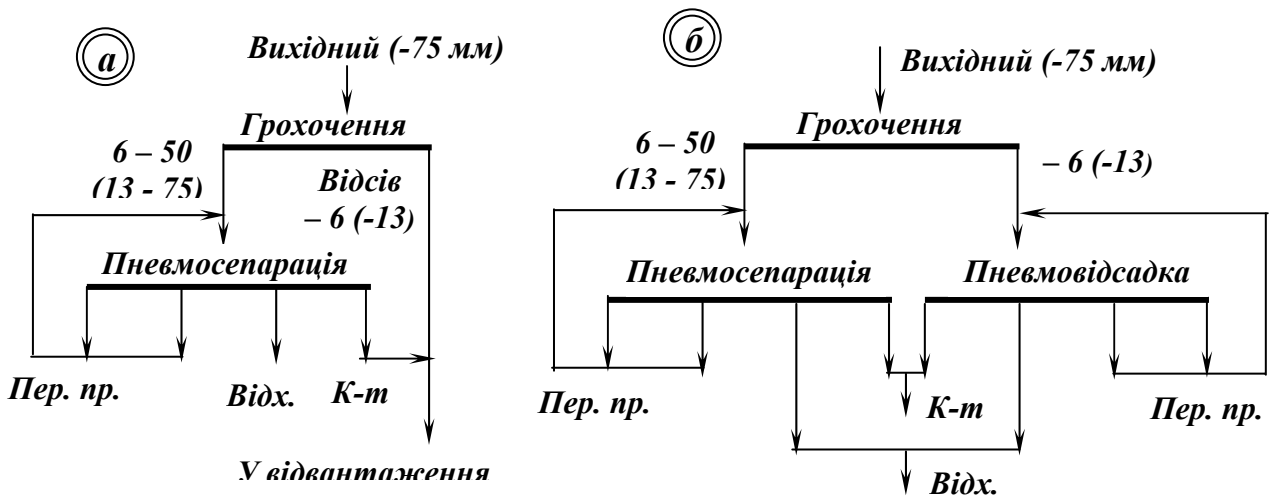 а
Вихідний (-75 мм)
Грохочення
6 – 50
(13 - 75)
Відсів
– 6 (-13)
Пневмосепарація
Пер. пр.
Відх.
К-т
У відвантаження
б
Вихідний (-75 мм)
Грохочення
6 – 50
(13 - 75)
– 6 (-13)
Пневмосепарація
Пневмовідсадка
Пер. пр.
К-т
Пер. пр.
Відх.